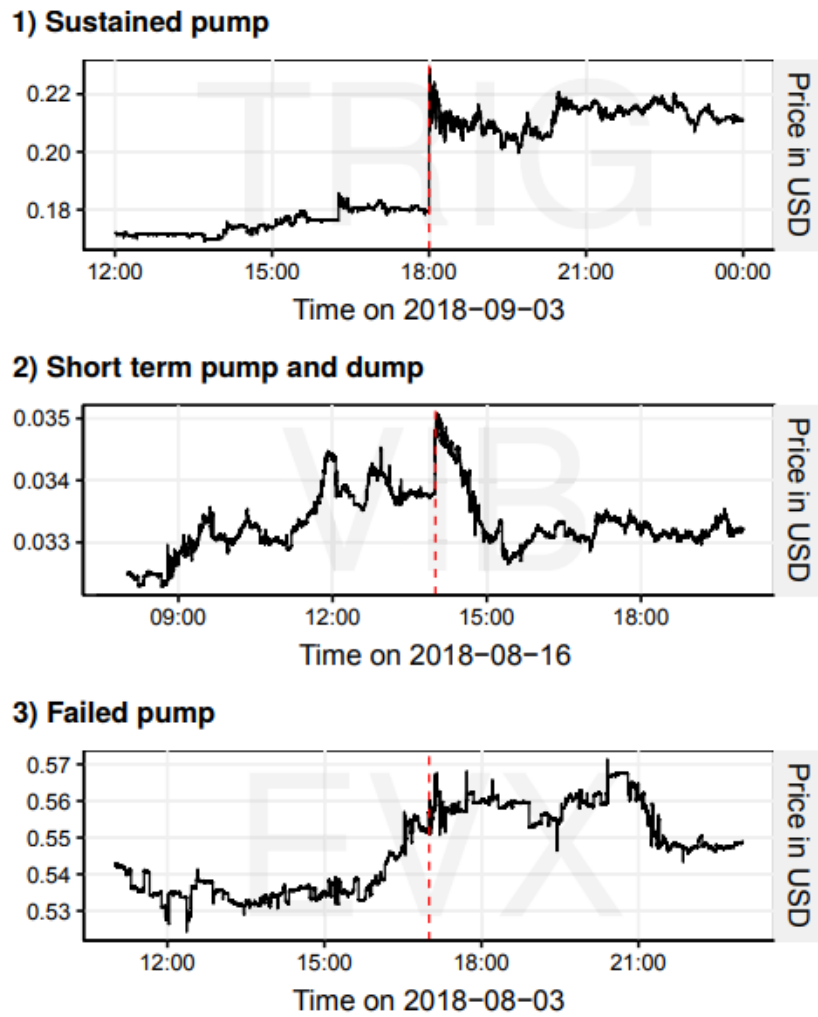 1) Sustained pump
TRIG
0.22
0.20
0.18
Price in USD
12:00 15:00 18:00 21:00 00:00
Time on 2018−09−03
2) Short term pump and dump
VIB
0.035
0.034
0.033
Price in USD
09:00 12:00 15:00 18:00
Time on 2018−08−16
3) Failed pump
EVX
0.57
0.56
0.55
0.54
0.53
Price in USD
12:00 15:00 18:00 21:00
Time on 2018−08−03